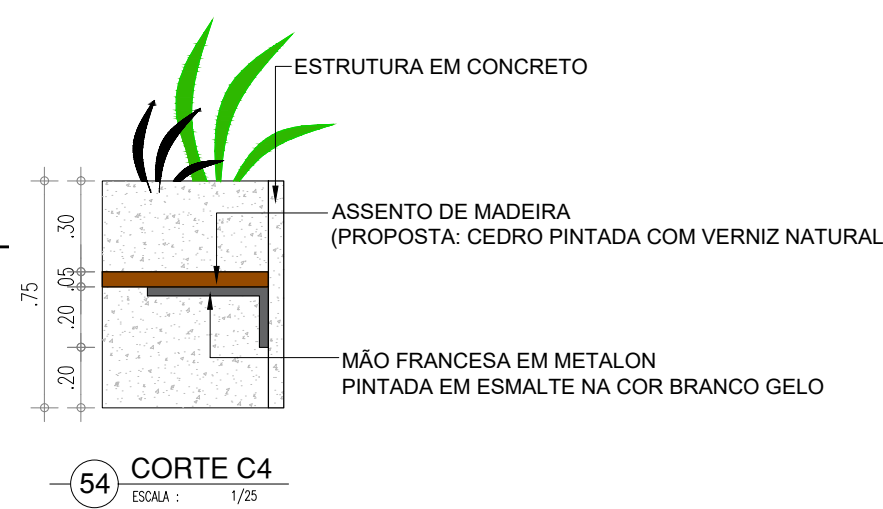 ESTRUTURA EM CONCRETO
ASSENTO DE MADEIRA
(PROPOSTA: CEDRO PINTADA COM VERNIZ NATURAL
MÃO FRANCESA EM METALON
PINTADA EM ESMALTE NA COR BRANCO GELO
.75
.30
.05
.20
.20
54
CORTE C4
ESCALA : 1/25